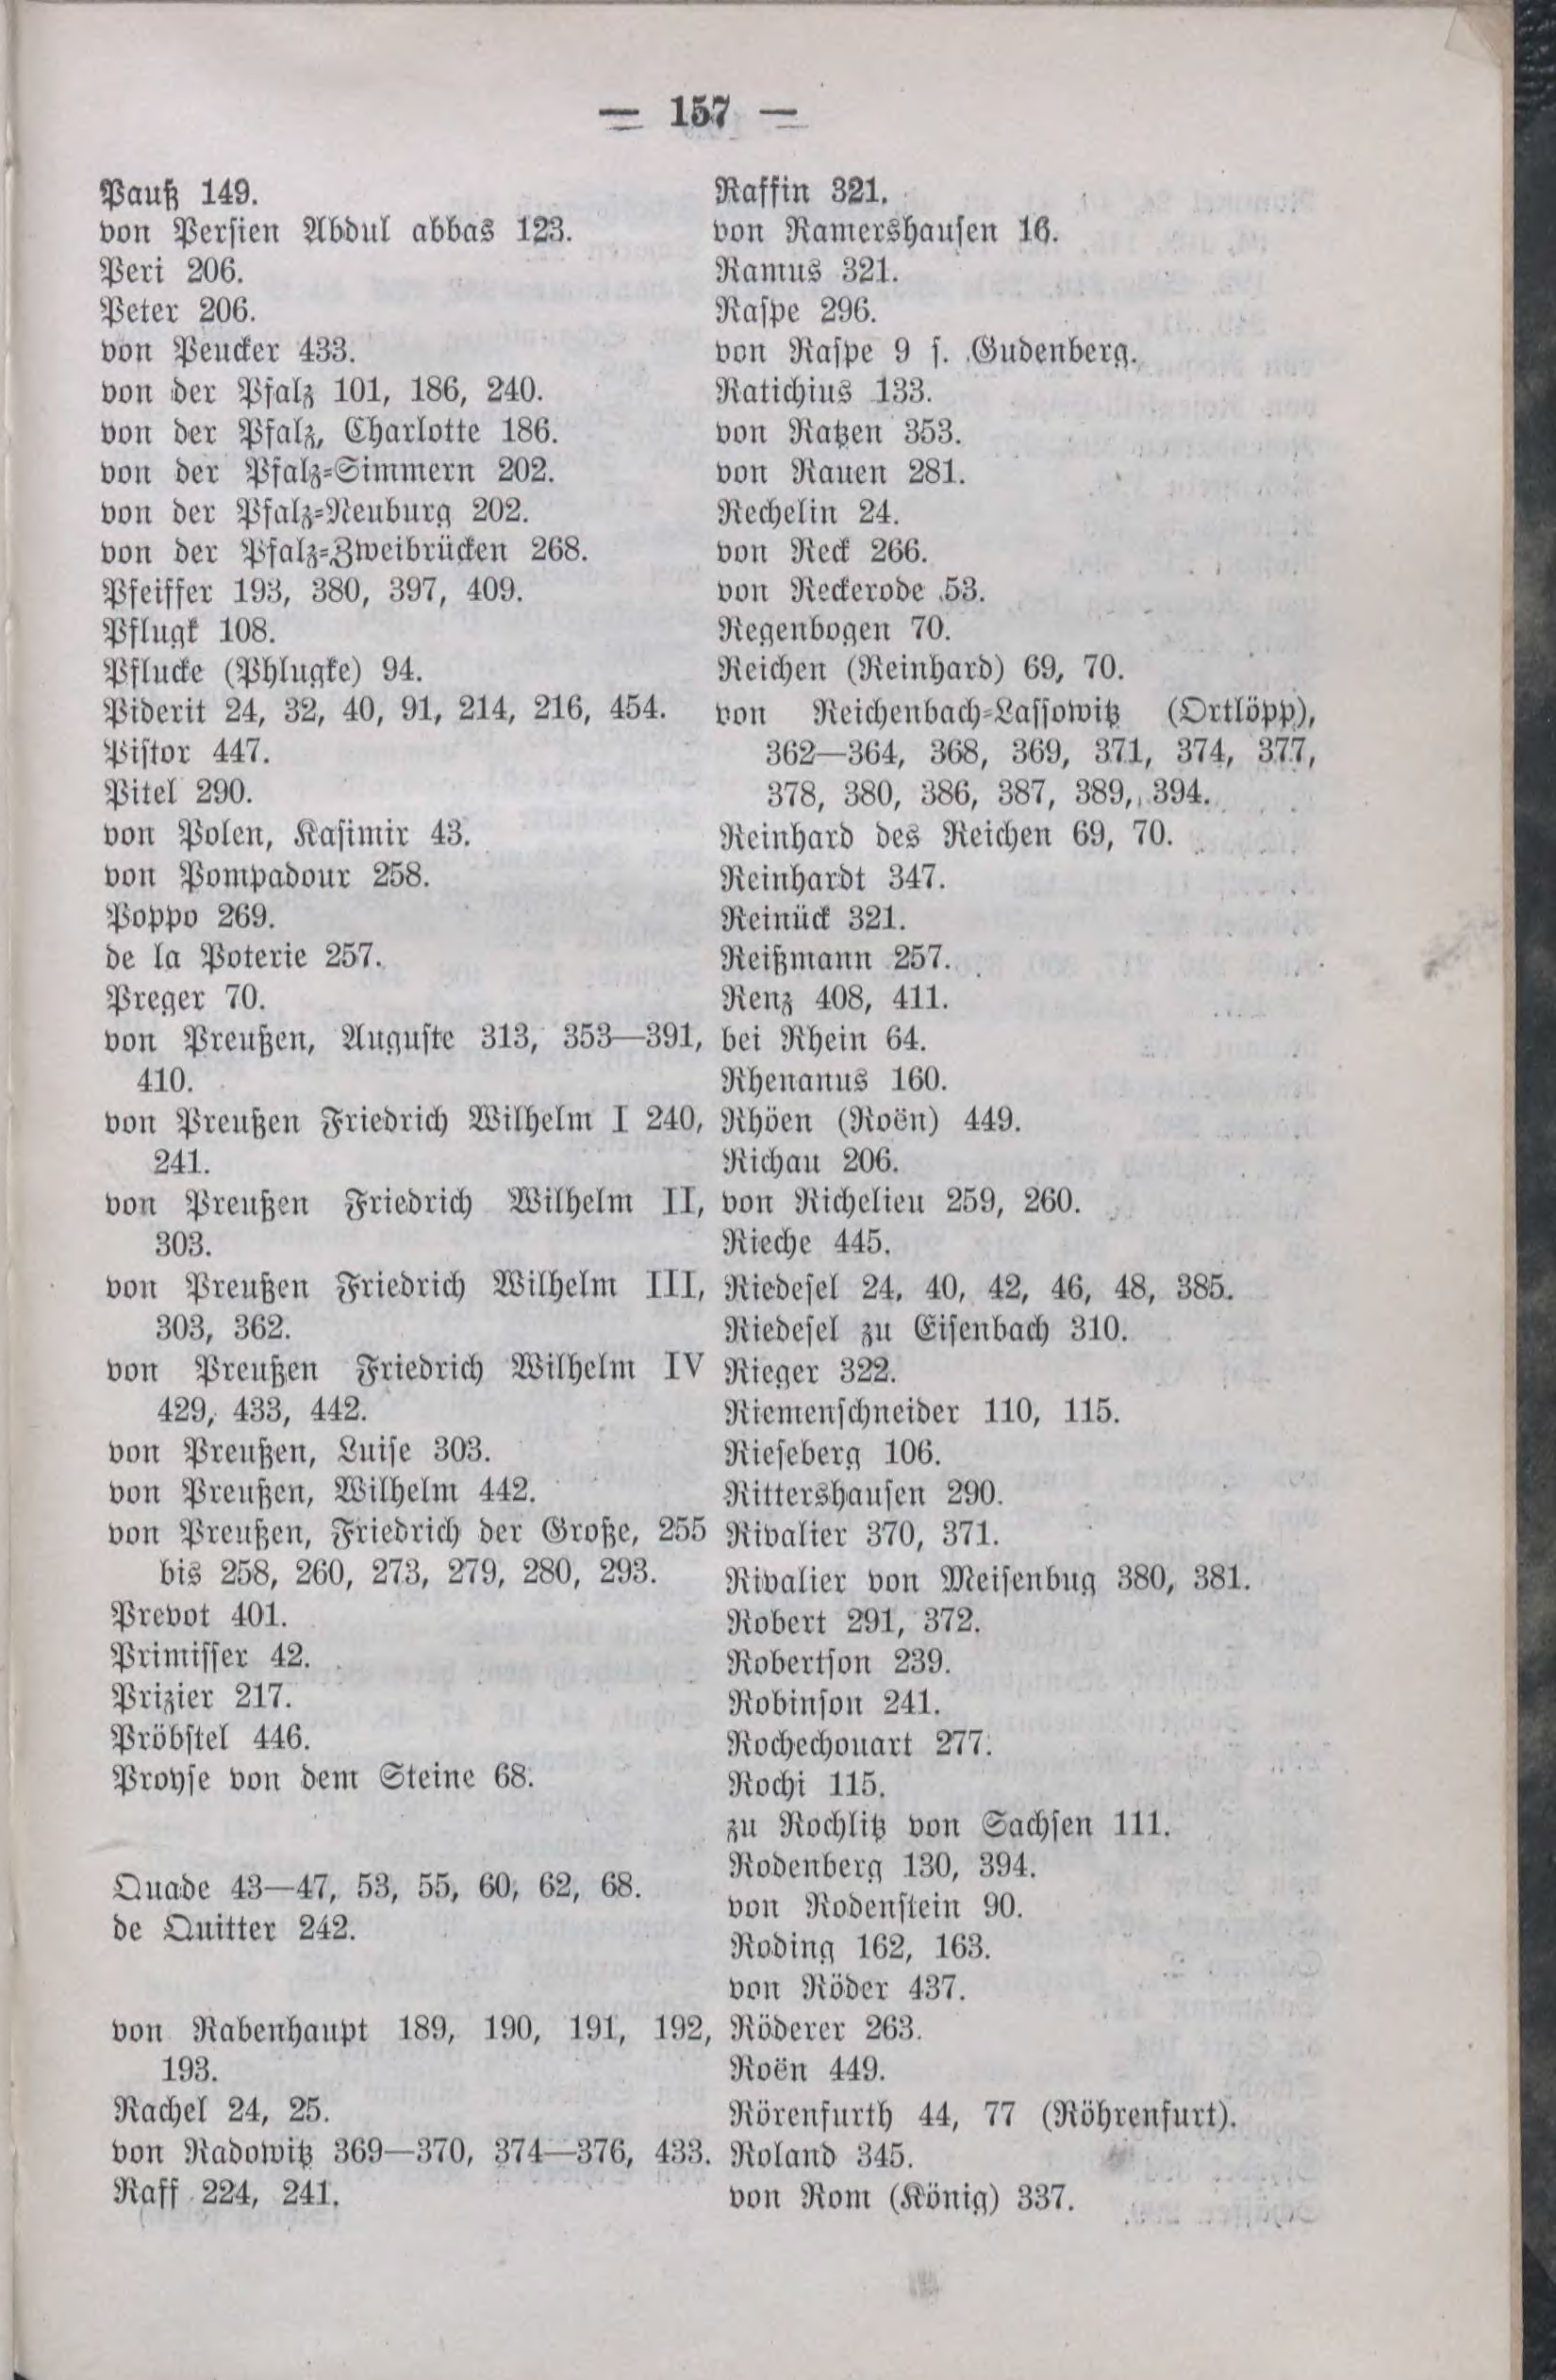 — 157 —
Pauß 149.
von Persien Abdul abbas 123.
Peri 206.
Peter 206.
von Peucker 433.
von der Pfalz 101, 186, 240.
von der Pfalz, Charlotte 186.
von der Pfalz=Simmern 202.
von der Pfalz=Neuburg 202.
von der Pfalz=Zweibrücken 268.
Pfeiffer 193, 380, 397, 409.
Pflugk 108.
Pflucke (Phlugke) 94.
Piderit 24, 32, 40, 91, 214, 216, 454.
Pistor 447.
Pitel 290.
von Polen, Kasimir 43.
von Pompadour 258.
Poppo 269.
de la Poterie 257.
Preger 70.
von Preußen, Auguste 313, 353—391,
410.
von Preußen Friedrich Wilhelm I 240,
241.
von Preußen Friedrich Wilhelm II,
303.
von Preußen Friedrich Wilhelm III,
303, 362.
von Preußen Friedrich Wilhelm IV
429, 433, 442.
von Preußen, Luise 303.
von Preußen, Wilhelm 442.
von Preußen, Friedrich der Große, 255
bis 258, 260, 273, 279, 280, 293.
Prevot 401.
Primisser 42.
Prizier 217.
Pröbstel 446.
Proyse von dem Steine 68.
Quade 43—47, 53, 55, 60, 62, 68.
de Quitter 242.
von Rabenhaupt 189, 190, 191, 192,
193.
Rachel 24, 25.
von Radowitz 369—370, 374—376, 433.
Raff 224, 241.
Raffin 321.
von Ramershausen 16.
Ramus 321.
Raspe 296.
von Raspe 9 s. Gudenberg.
Ratichius 133.
von Ratzen 353.
von Rauen 281.
Rechelin 24.
von Reck 266.
von Reckerode 53.
Regenbogen 70.
Reichen (Reinhard) 69, 70.
von Reichenbach=Lassowitz (Ortlöpp),
362—364, 368, 369, 371, 374, 377,
378, 380, 386, 387, 389, 394.
Reinhard des Reichen 69, 70.
Reinhardt 347.
Reinück 321.
Reißmann 257.
Renz 408, 411.
bei Rhein 64.
Rhenanus 160.
Rhöen (Roën) 449.
Richau 206.
von Richelieu 259, 260.
Rieche 445.
Riedesel 24, 40, 42, 46, 48, 385.
Riedesel zu Eisenbach 310.
Rieger 322.
Riemenschneider 110, 115.
Rieseberg 106.
Rittershausen 290.
Rivalier 370, 371.
Rivalier von Meisenbug 380, 381.
Robert 291, 372.
Robertson 239.
Robinson 241.
Rochechouart 277.
Rochi 115.
zu Rochlitz von Sachsen 111.
Rodenberg 130, 394.
von Rodenstein 90.
Roding 162, 163.
von Röder 437.
Röderer 263.
Roën 449.
Rörenfurth 44, 77 (Röhrenfurt).
Roland 345.
von Rom (König) 337.